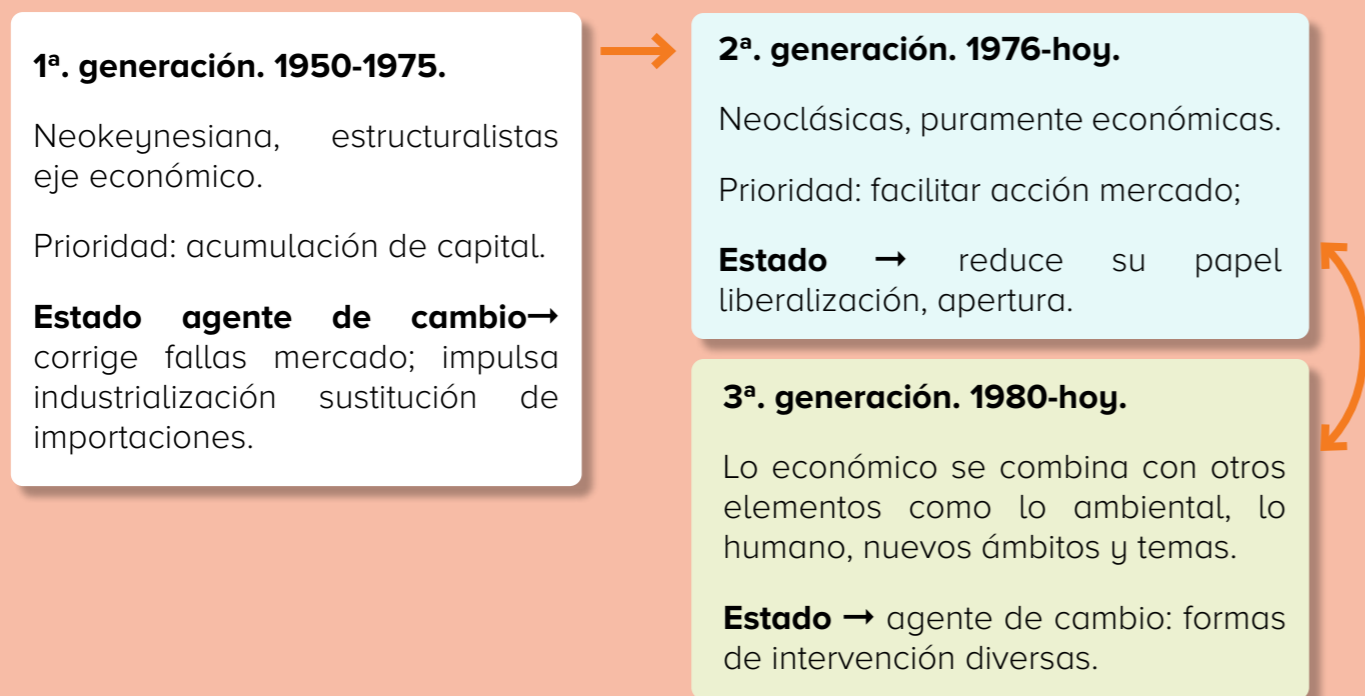 1ª. generación. 1950-1975.
Neokeynesiana, estructuralistas
eje económico.
Prioridad: acumulación de capital.
Estado agente de cambio→
corrige fallas mercado; impulsa
industrialización sustitución de
importaciones.
2ª. generación. 1976-hoy.
Neoclásicas, puramente económicas.
Prioridad: facilitar acción mercado;
Estado → reduce su papel
liberalización, apertura.
3ª. generación. 1980-hoy.
Lo económico se combina con otros
elementos como lo ambiental, lo
humano, nuevos ámbitos y temas.
Estado → agente de cambio: formas
de intervención diversas.